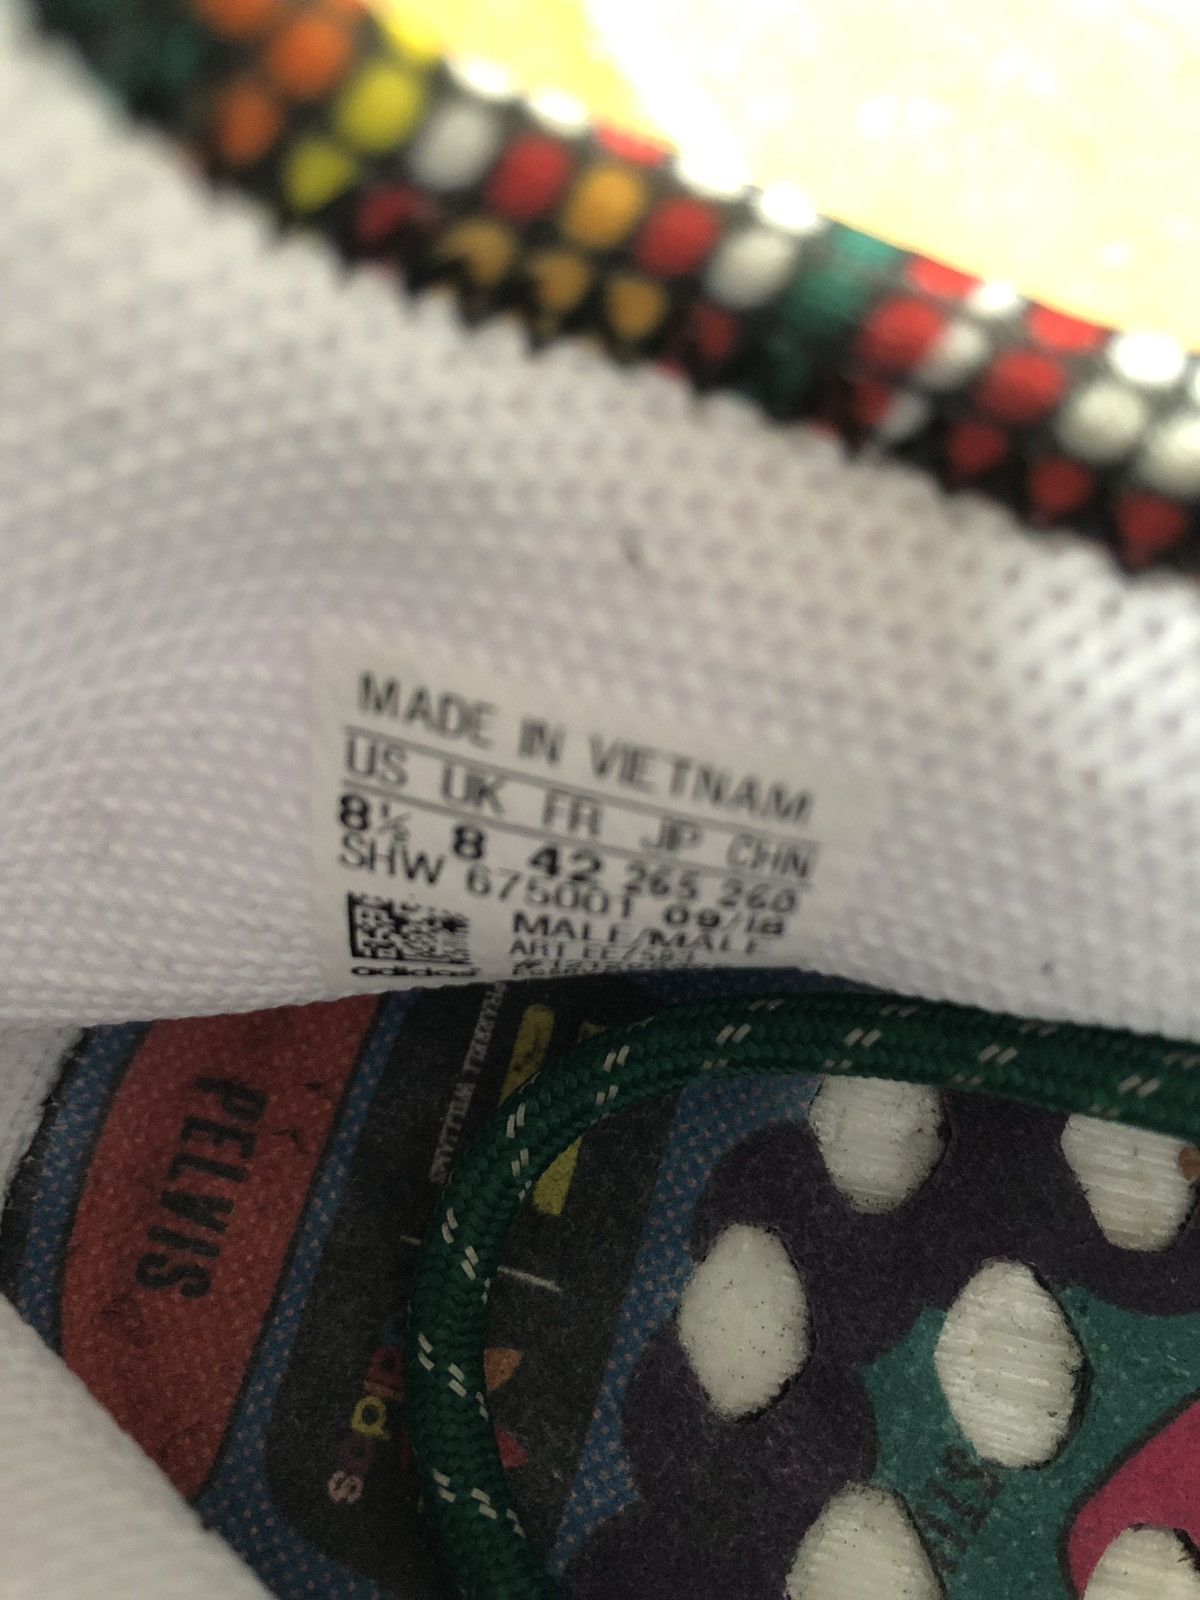 MADE IN VIETNAM
US UK FR JP CHN
8½ 8 42 265 260
SHW 675001 09/18
MALE/MALE
adidas
PELVIS
adidas